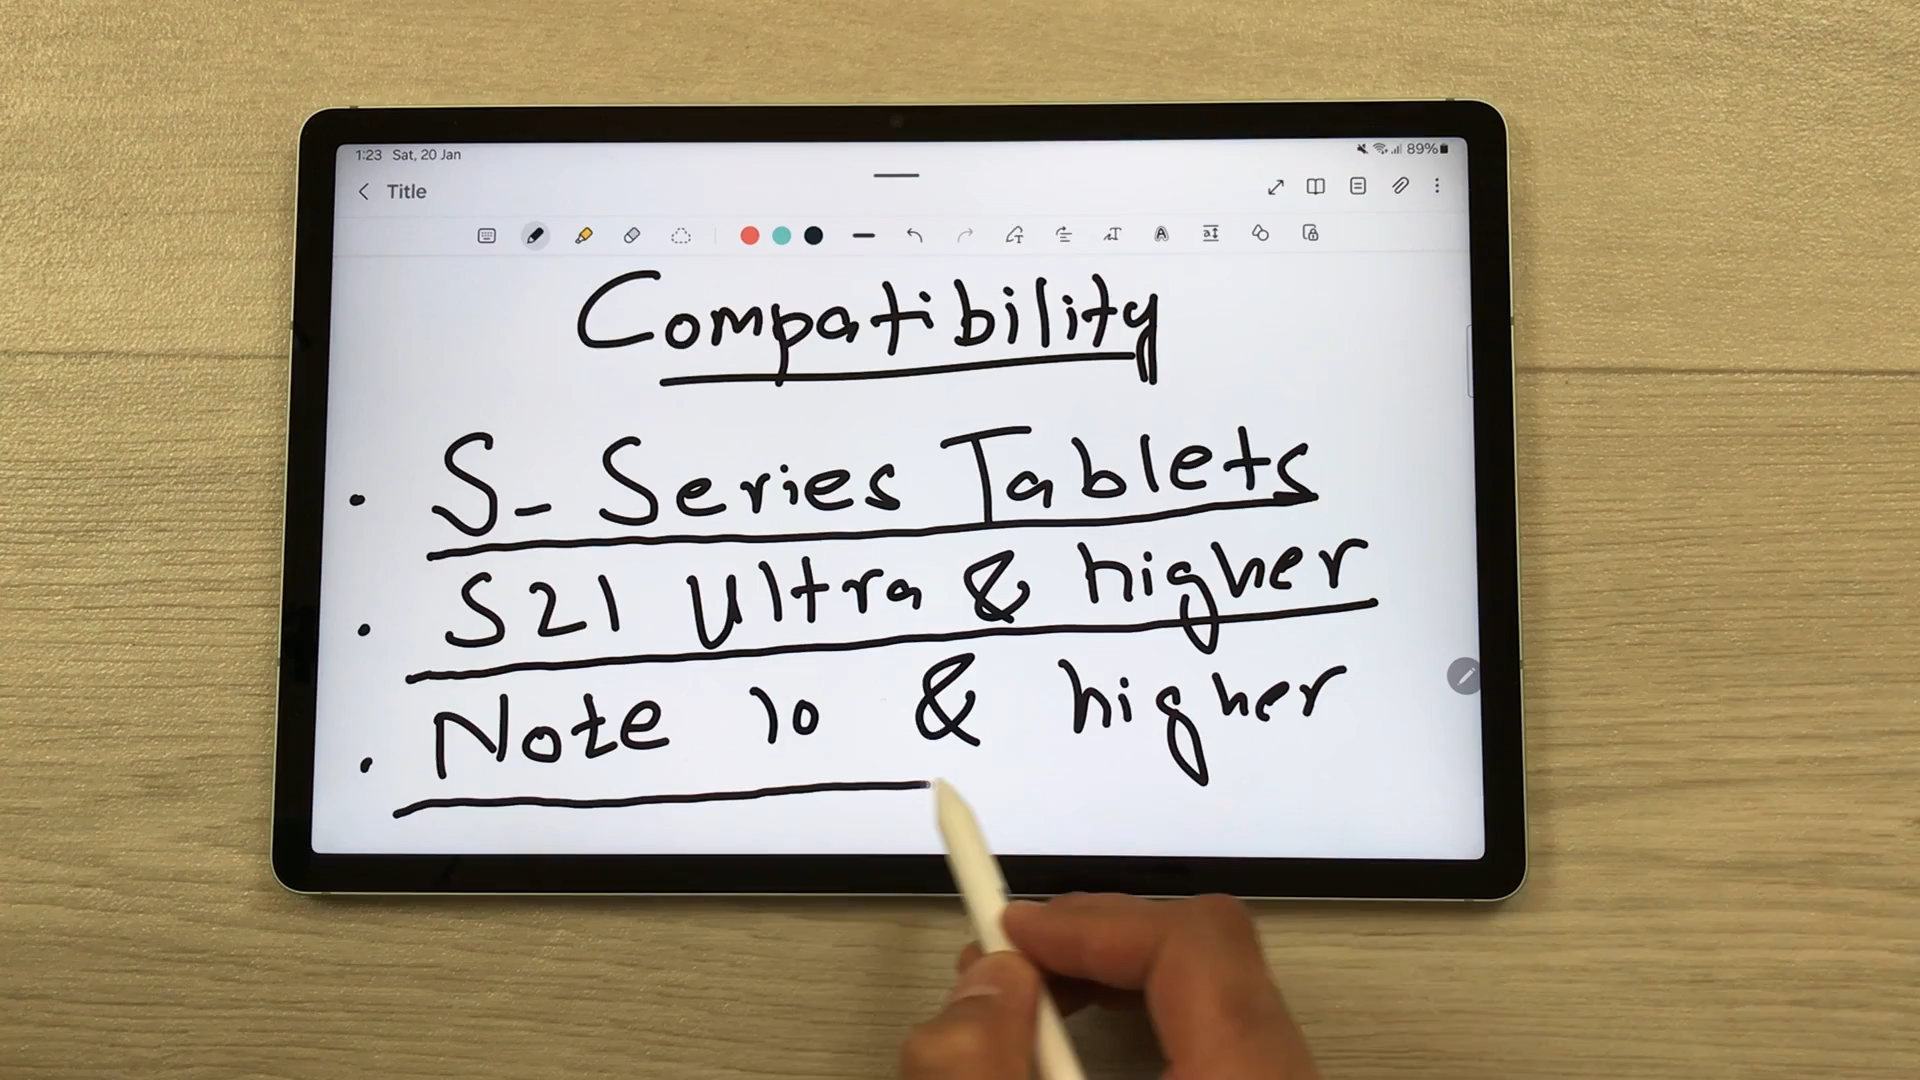 1:23 Sat, 20 Jan 89%
Title
Compatibility
• S- Series Tablets
• S21 Ultra & higher
• Note 10 & higher